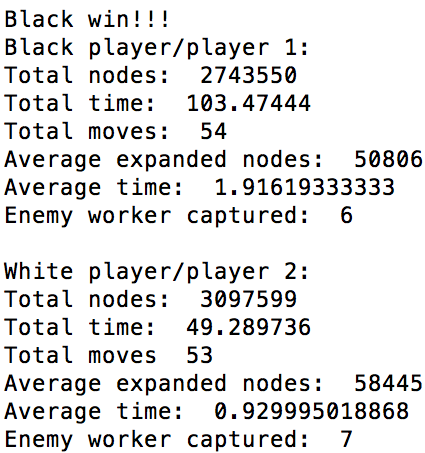 Black win!!!
Black player/player 1:
Total nodes:  2743550
Total time:  103.47444
Total moves:  54
Average expanded nodes:  50806
Average time:  1.91619333333
Enemy worker captured:  6

White player/player 2:
Total nodes:  3097599
Total time:  49.289736
Total moves  53
Average expanded nodes:  58445
Average time:  0.929995018868
Enemy worker captured:  7